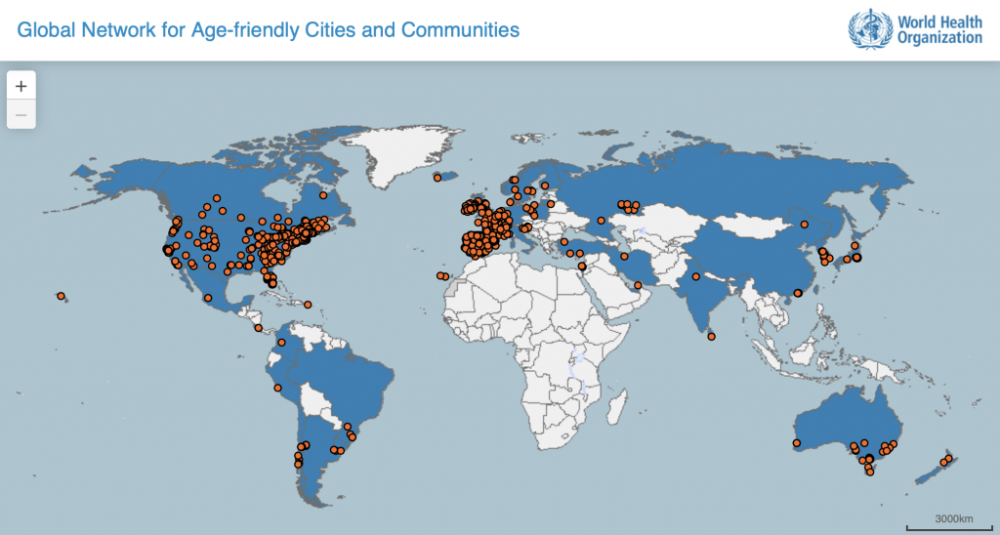 Global Network for Age-friendly Cities and Communities
World Health
Organization
+
−
3000km